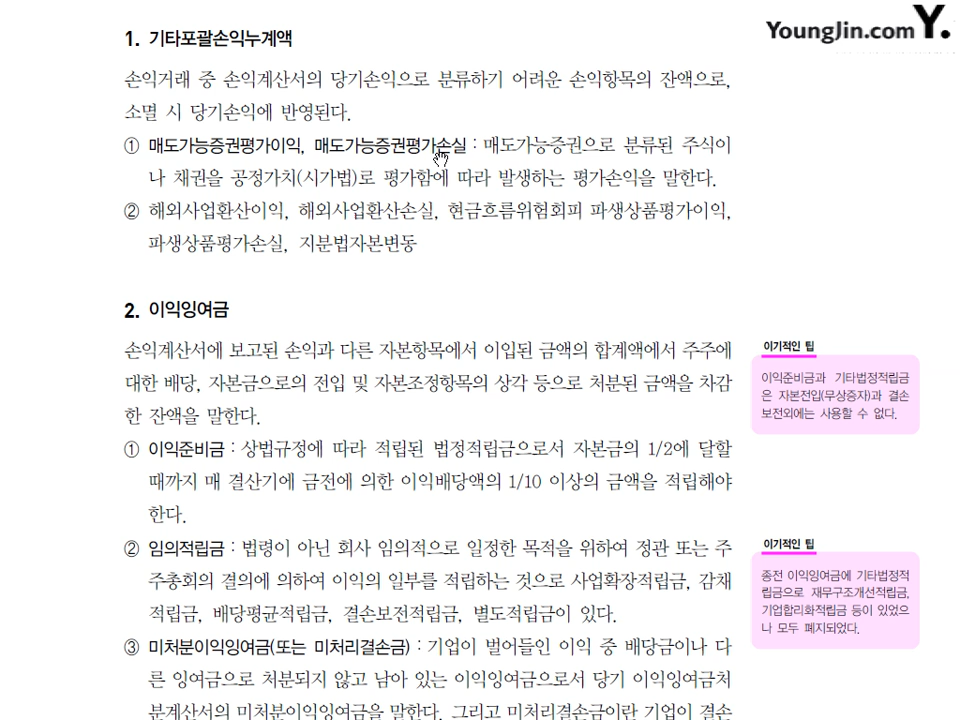 YoungJin.com Y.
1. 기타포괄손익누계액
손익거래 중 손익계산서의 당기손익으로 분류하기 어려운 손익항목의 잔액으로,
소멸 시 당기손익에 반영된다.
① 매도가능증권평가이익, 매도가능증권평가손실 : 매도가능증권으로 분류된 주식이
나 채권을 공정가치(시가법)로 평가함에 따라 발생하는 평가손익을 말한다.
② 해외사업환산이익, 해외사업환산손실, 현금흐름위험회피 파생상품평가이익,
파생상품평가손실, 지분법자본변동
2. 이익잉여금
손익계산서에 보고된 손익과 다른 자본항목에서 이입된 금액의 합계액에서 주주에
대한 배당, 자본금으로의 전입 및 자본조정항목의 상각 등으로 처분된 금액을 차감
한 잔액을 말한다.
① 이익준비금 : 상법규정에 따라 적립된 법정적립금으로서 자본금의 1/2에 달할
때까지 매 결산기에 금전에 의한 이익배당액의 1/10 이상의 금액을 적립해야
한다.
② 임의적립금 : 법령이 아닌 회사 임의적으로 일정한 목적을 위하여 정관 또는 주
주총회의 결의에 의하여 이익의 일부를 적립하는 것으로 사업확장적립금, 감채
적립금, 배당평균적립금, 결손보전적립금, 별도적립금이 있다.
③ 미처분이익잉여금(또는 미처리결손금) : 기업이 벌어들인 이익 중 배당금이나 다
른 잉여금으로 처분되지 않고 남아 있는 이익잉여금으로서 당기 이익잉여금처
분계산서의 미처분이익잉여금을 말한다. 그리고 미처리결손금이란 기업이 결손
이기적인 팁
이익준비금과 기타법정적립금
은 자본전입(무상증자)과 결손
보전외에는 사용할 수 없다.
이기적인 팁
종전 이익잉여금에 기타법정적
립금으로 재무구조개선적립금,
기업합리화적립금 등이 있었으
나 모두 폐지되었다.